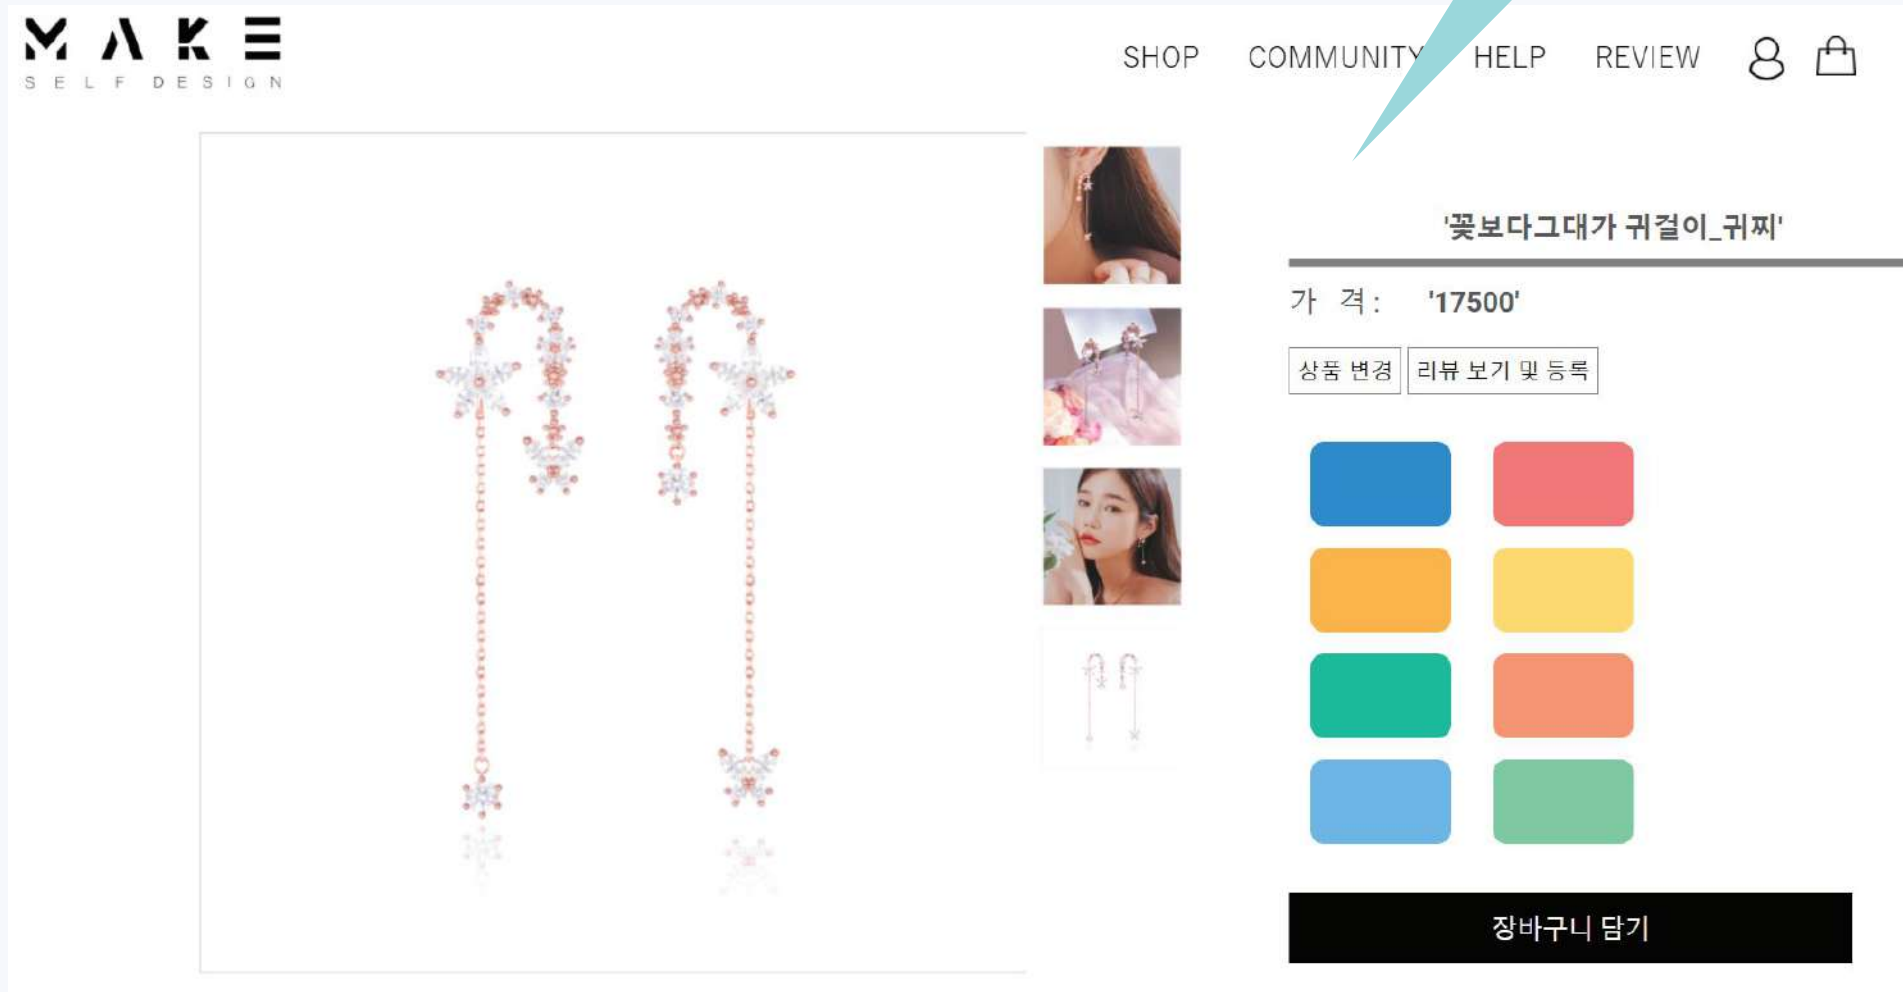 MAKE
SELF DESIGN
SHOP COMMUNITY HELP REVIEW
'꽃보다그대가 귀걸이_귀찌'
가 격: '17500'
상품 변경 리뷰 보기 및 등록
장바구니 담기